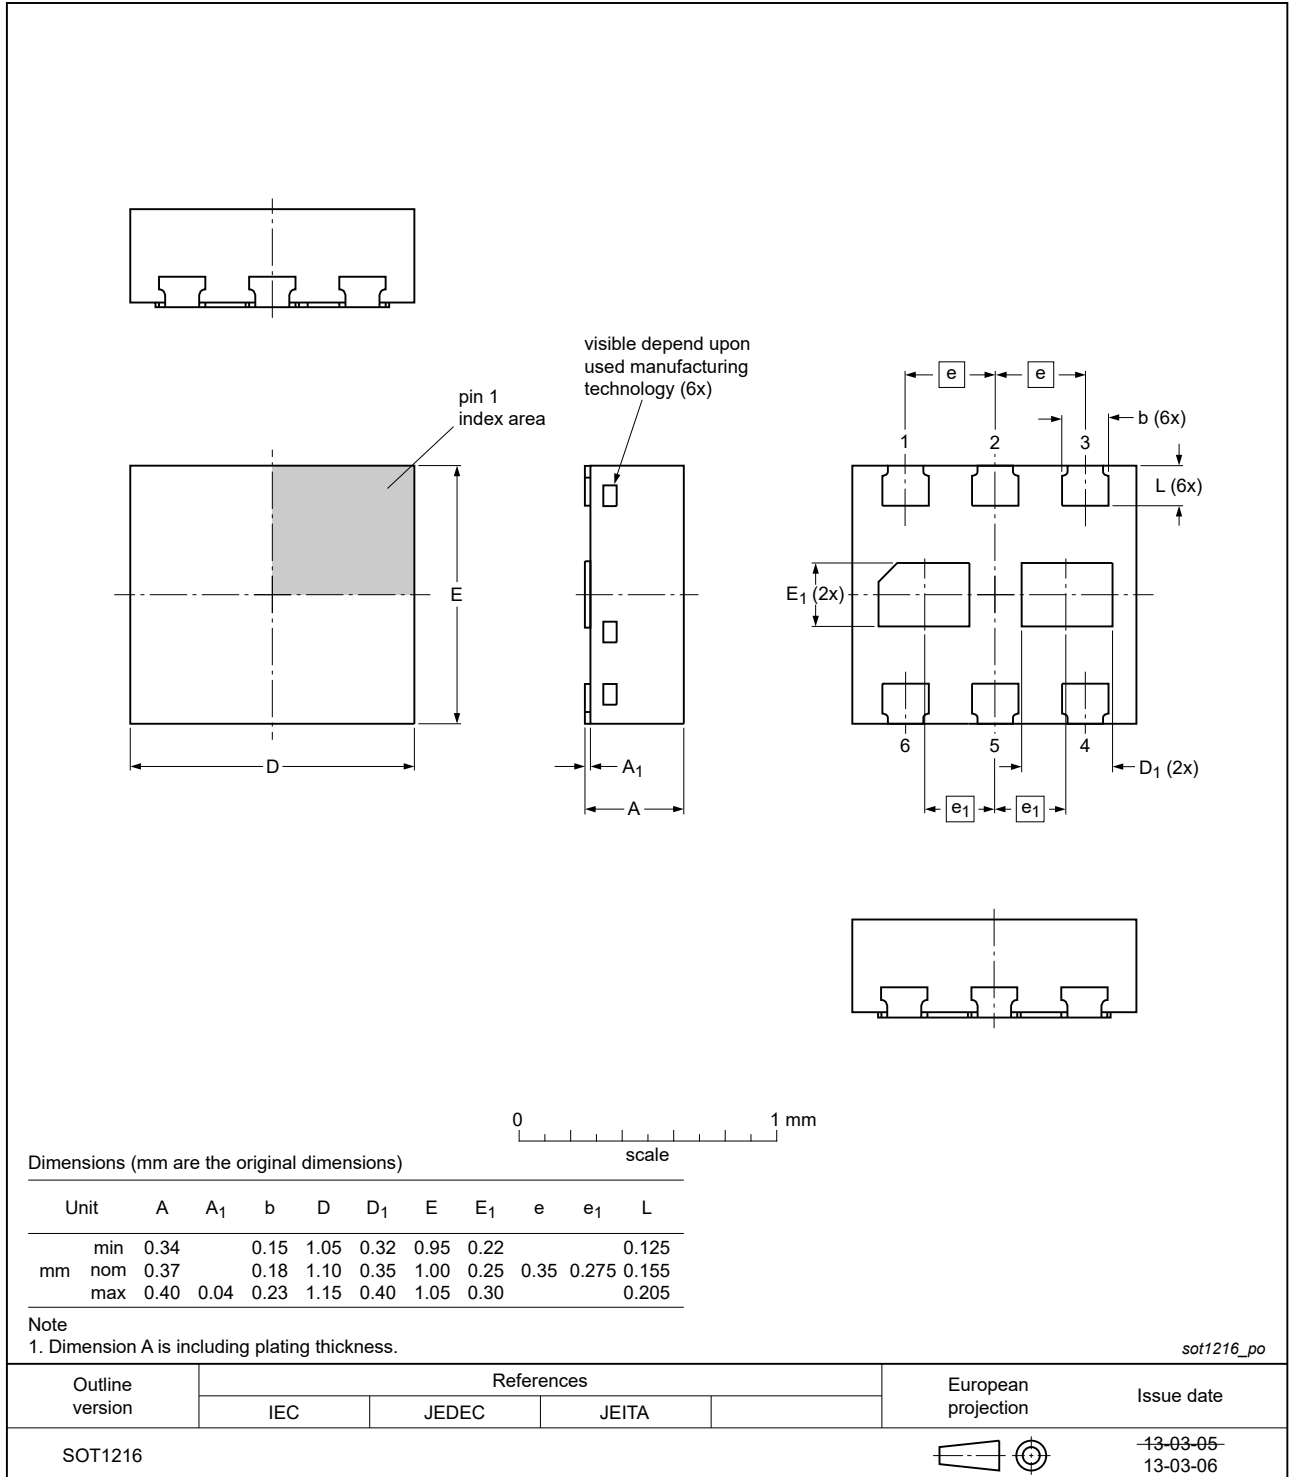 visible depend upon
used manufacturing
technology (6x)
pin 1
index area
e e
b (6x)
1 2 3
L (6x)
E
E1 (2x)
6 5 4
D
A1
D1 (2x)
A
e1 e1
0 1 mm
scale
Dimensions (mm are the original dimensions)
Unit A A1 b D D1 E E1 e e1 L
min 0.34 0.15 1.05 0.32 0.95 0.22 0.125
mm nom 0.37 0.18 1.10 0.35 1.00 0.25 0.35 0.275 0.155
max 0.40 0.04 0.23 1.15 0.40 1.05 0.30 0.205
Note
1. Dimension A is including plating thickness.
sot1216_po
Outline
version
References
IEC JEDEC JEITA
European
projection
Issue date
SOT1216
13-03-05
13-03-06